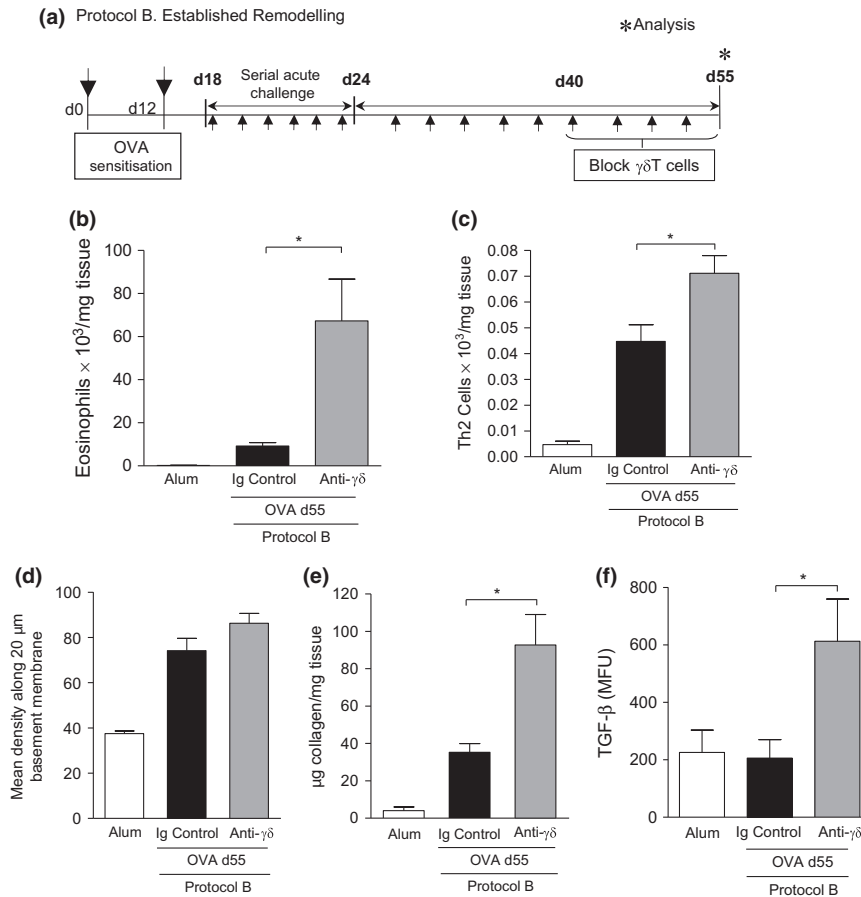 (a) Protocol B. Established Remodelling
*Analysis
*
d18 Serial acute challenge d24 d40 d55
d0 d12
OVA
sensitisation
Block γδT cells
(b)
*
Eosinophils × 10³/mg tissue
100
80
60
40
20
0
Alum Ig Control Anti-γδ
OVA d55
Protocol B
(c)
*
Th2 Cells × 10³/mg tissue
0.08
0.07
0.06
0.05
0.04
0.03
0.02
0.01
0.00
Alum Ig Control Anti-γδ
OVA d55
Protocol B
(d)
Mean density along 20 µm
basement membrane
100
80
60
40
20
0
Alum Ig Control Anti-γδ
OVA d55
Protocol B
(e)
*
µg collagen/mg tissue
120
100
80
60
40
20
0
Alum Ig Control Anti-γδ
OVA d55
Protocol B
(f)
*
TGF-β (MFU)
800
600
400
200
0
Alum Ig Control Anti-γδ
OVA d55
Protocol B